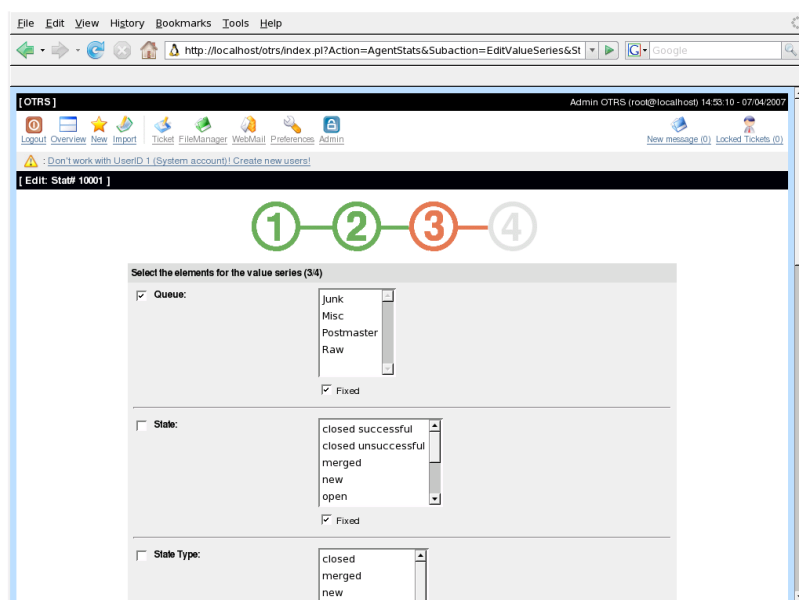 File Edit View History Bookmarks Tools Help
http://localhost/otrs/index.pl?Action=AgentStats&Subaction=EditValueSeries&St G Google
[ OTRS ] Admin OTRS (root@localhost) 14:53:10 - 07/04/2007
Logout Overview New Import Ticket FileManager WebMail Preferences Admin New message (0) Locked Tickets (0)
: Don't work with UserID 1 (System account)! Create new users!
[ Edit: Stat# 10001 ]
1 2 3 4
Select the elements for the value series (3/4)
Queue:
Junk
Misc
Postmaster
Raw
Fixed
State:
closed successful
closed unsuccessful
merged
new
open
Fixed
State Type:
closed
merged
new